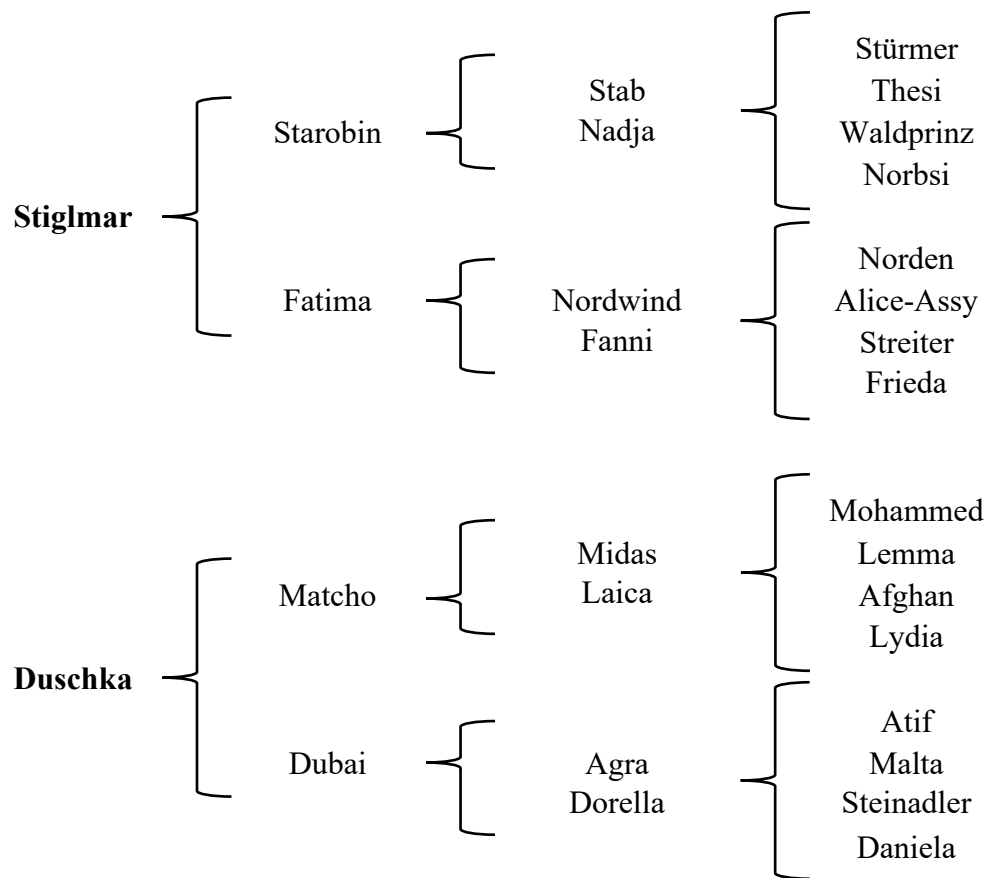 Stiglmar
Starobin
Stab
Nadja
Stürmer
Thesi
Waldprinz
Norbsi
Fatima
Nordwind
Fanni
Norden
Alice-Assy
Streiter
Frieda
Duschka
Matcho
Midas
Laica
Mohammed
Lemma
Afghan
Lydia
Dubai
Agra
Dorella
Atif
Malta
Steinadler
Daniela